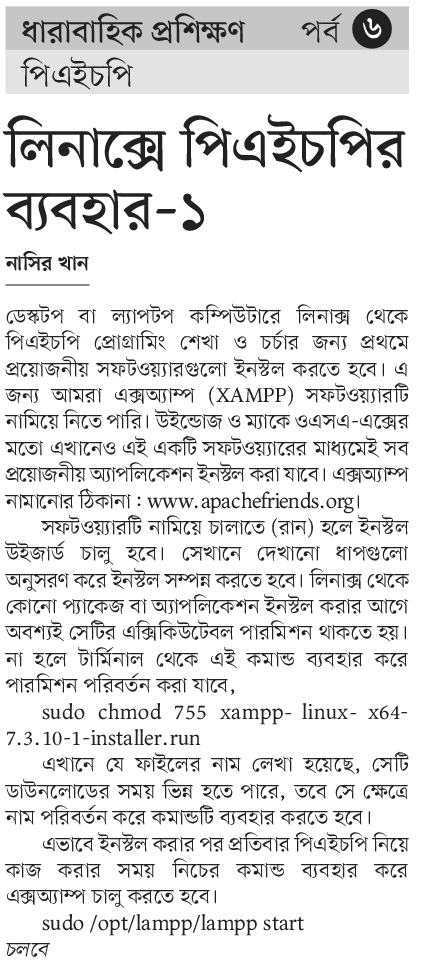 ধারাবাহিক প্রশিক্ষণ পর্ব ৬
পিএইচপি
লিনাক্সে পিএইচপির
ব্যবহার-১
নাসির খান
ডেস্কটপ বা ল্যাপটপ কম্পিউটারে লিনাক্স থেকে
পিএইচপি প্রোগ্রামিং শেখা ও চর্চার জন্য প্রথমে
প্রয়োজনীয় সফটওয়্যারগুলো ইনস্টল করতে হবে। এ
জন্য আমরা এক্সঅ্যাম্প (XAMPP) সফটওয়্যারটি
নামিয়ে নিতে পারি। উইন্ডোজ ও ম্যাকে ওএসএ-এক্সের
মতো এখানেও এই একটি সফটওয়্যারের মাধ্যমেই সব
প্রয়োজনীয় অ্যাপলিকেশন ইনস্টল করা যাবে। এক্সঅ্যাম্প
নামানোর ঠিকানা : www.apachefriends.org।
সফটওয়্যারটি নামিয়ে চালাতে (রান) হলে ইনস্টল
উইজার্ড চালু হবে। সেখানে দেখানো ধাপগুলো
অনুসরণ করে ইনস্টল সম্পন্ন করতে হবে। লিনাক্স থেকে
কোনো প্যাকেজ বা অ্যাপলিকেশন ইনস্টল করার আগে
অবশ্যই সেটির এক্সিকিউটেবল পারমিশন থাকতে হয়।
না হলে টার্মিনাল থেকে এই কমান্ড ব্যবহার করে
পারমিশন পরিবর্তন করা যাবে,
sudo chmod 755 xampp- linux- x64-
7.3.10-1-installer.run
এখানে যে ফাইলের নাম লেখা হয়েছে, সেটি
ডাউনলোডের সময় ভিন্ন হতে পারে, তবে সে ক্ষেত্রে
নাম পরিবর্তন করে কমান্ডটি ব্যবহার করতে হবে।
এভাবে ইনস্টল করার পর প্রতিবার পিএইচপি নিয়ে
কাজ করার সময় নিচের কমান্ড ব্যবহার করে
এক্সঅ্যাম্প চালু করতে হবে।
sudo /opt/lampp/lampp start
চলবে